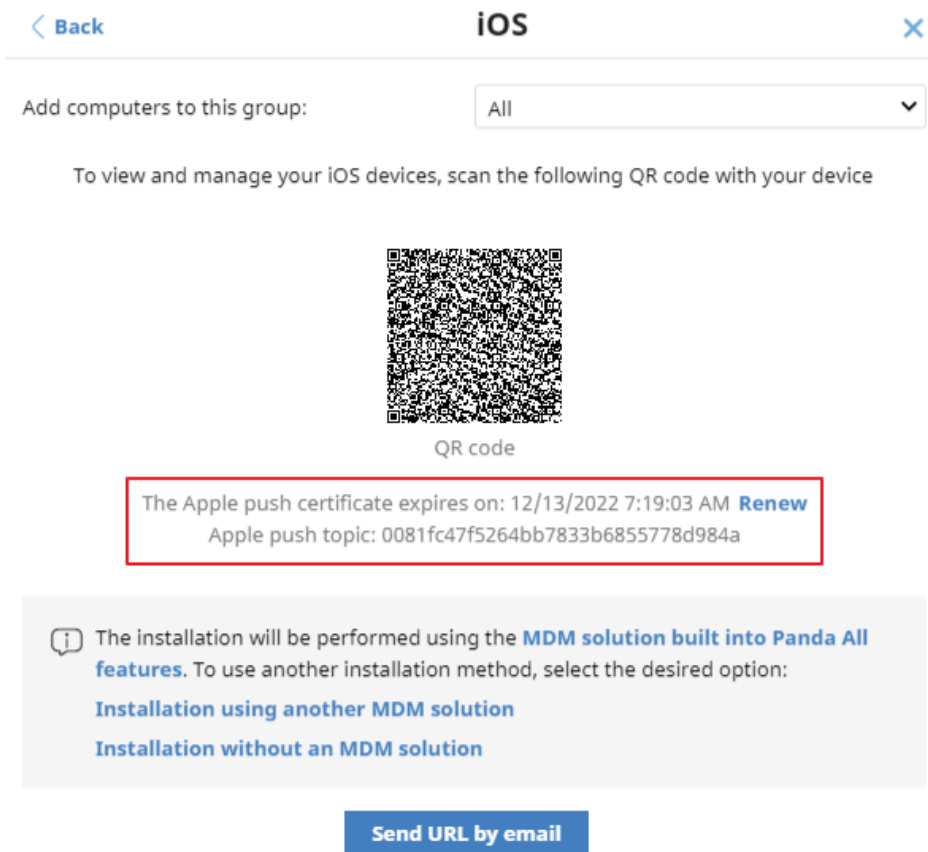 Back
iOS
Add computers to this group:
All
To view and manage your iOS devices, scan the following QR code with your device
QR code
The Apple push certificate expires on: 12/13/2022 7:19:03 AM Renew
Apple push topic: 0081fc47f5264bb7833b6855778d984a
The installation will be performed using the MDM solution built into Panda All
features. To use another installation method, select the desired option:
Installation using another MDM solution
Installation without an MDM solution
Send URL by email